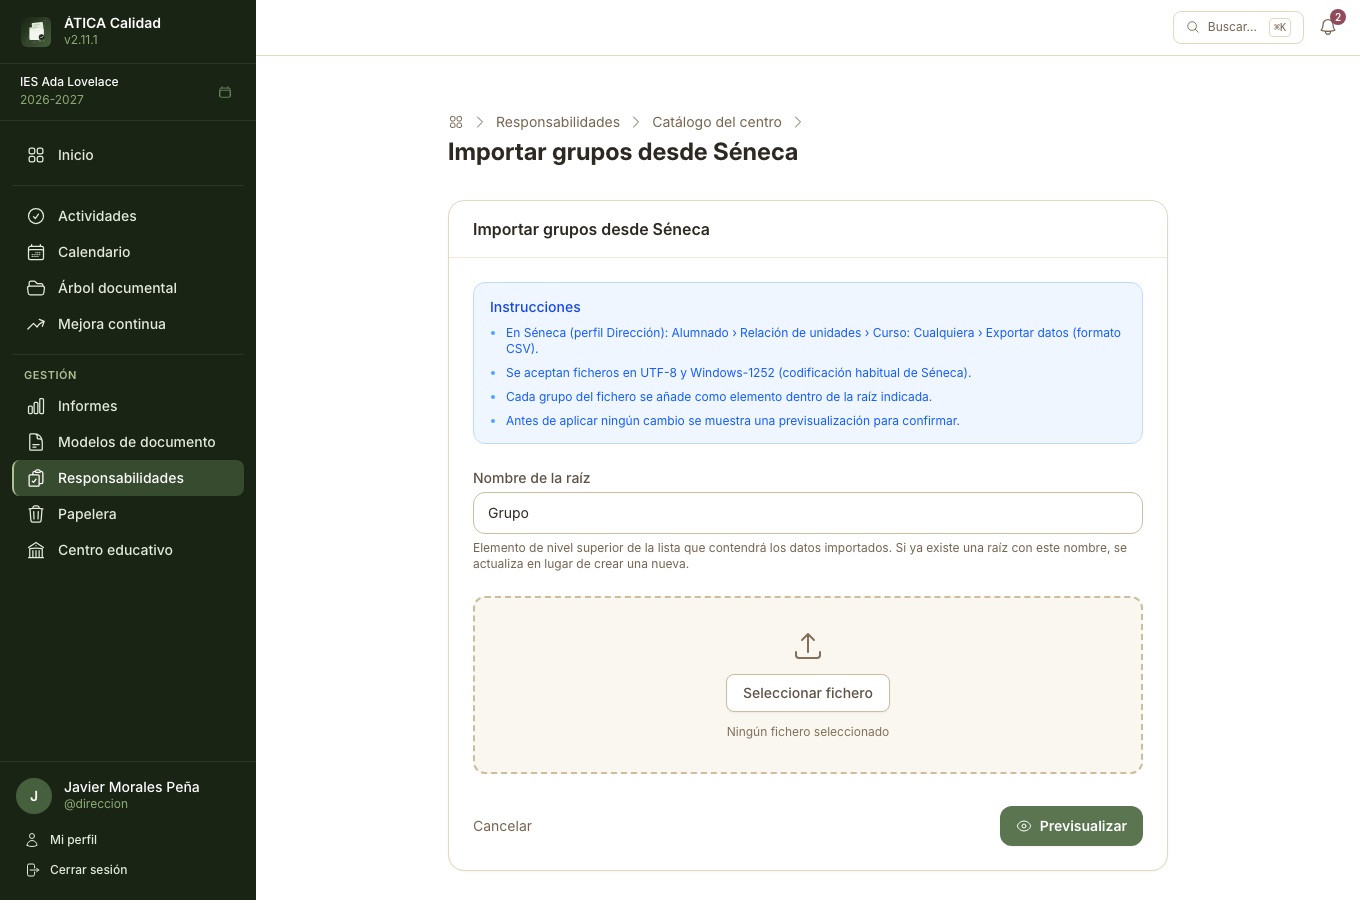 ÁTICA Calidad
v2.11.1
IES Ada Lovelace
2026-2027
Inicio
Actividades
Calendario
Árbol documental
Mejora continua
GESTIÓN
Informes
Modelos de documento
Responsabilidades
Papelera
Centro educativo
J
Javier Morales Peña
@direccion
Mi perfil
Cerrar sesión
Buscar...
⌘K
2
Responsabilidades
Catálogo del centro
Importar grupos desde Séneca
Importar grupos desde Séneca
Instrucciones
• En Séneca (perfil Dirección): Alumnado › Relación de unidades › Curso: Cualquiera › Exportar datos (formato
CSV).
• Se aceptan ficheros en UTF-8 y Windows-1252 (codificación habitual de Séneca).
• Cada grupo del fichero se añade como elemento dentro de la raíz indicada.
• Antes de aplicar ningún cambio se muestra una previsualización para confirmar.
Nombre de la raíz
Grupo
Elemento de nivel superior de la lista que contendrá los datos importados. Si ya existe una raíz con este nombre, se
actualiza en lugar de crear una nueva.
Seleccionar fichero
Ningún fichero seleccionado
Cancelar
Previsualizar